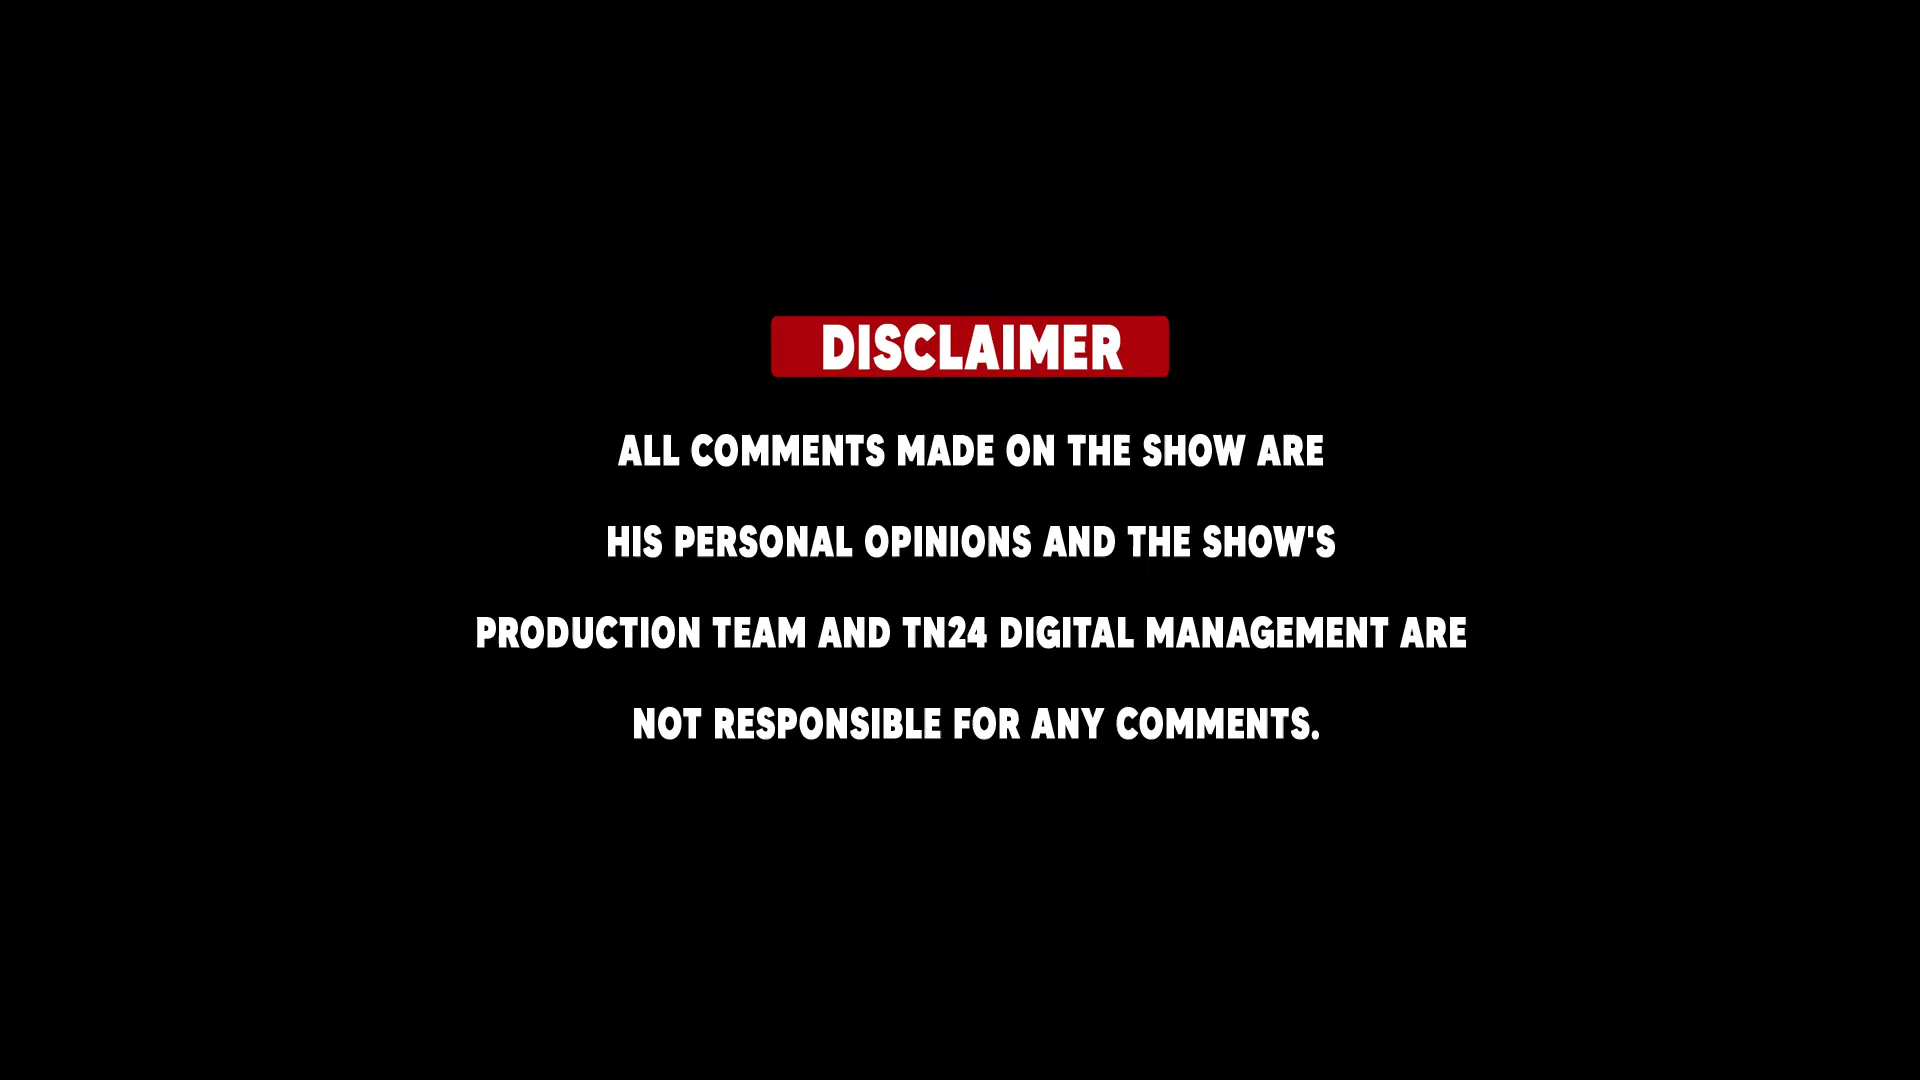 DISCLAIMER
ALL COMMENTS MADE ON THE SHOW ARE
HIS PERSONAL OPINIONS AND THE SHOW'S
PRODUCTION TEAM AND TN24 DIGITAL MANAGEMENT ARE
NOT RESPONSIBLE FOR ANY COMMENTS.